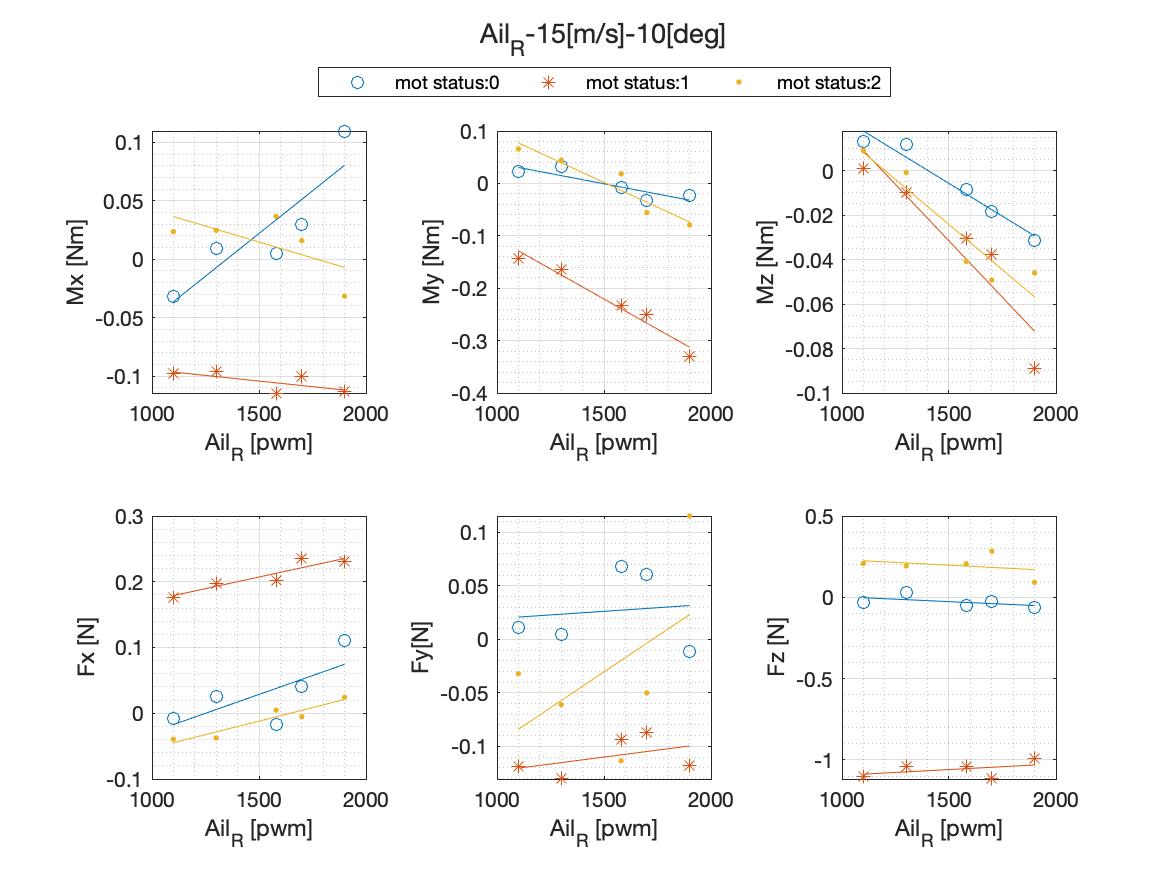 Ail_R-15[m/s]-10[deg]
mot status:0 mot status:1 mot status:2
0.1
0.05
0
-0.05
-0.1
Mx [Nm]
1000 1500 2000
Ail_R [pwm]
0.1
0
-0.1
-0.2
-0.3
-0.4
My [Nm]
1000 1500 2000
Ail_R [pwm]
0
-0.02
-0.04
-0.06
-0.08
-0.1
Mz [Nm]
1000 1500 2000
Ail_R [pwm]
0.3
0.2
0.1
0
-0.1
Fx [N]
1000 1500 2000
Ail_R [pwm]
0.1
0.05
0
-0.05
-0.1
Fy[N]
1000 1500 2000
Ail_R [pwm]
0.5
0
-0.5
-1
Fz [N]
1000 1500 2000
Ail_R [pwm]